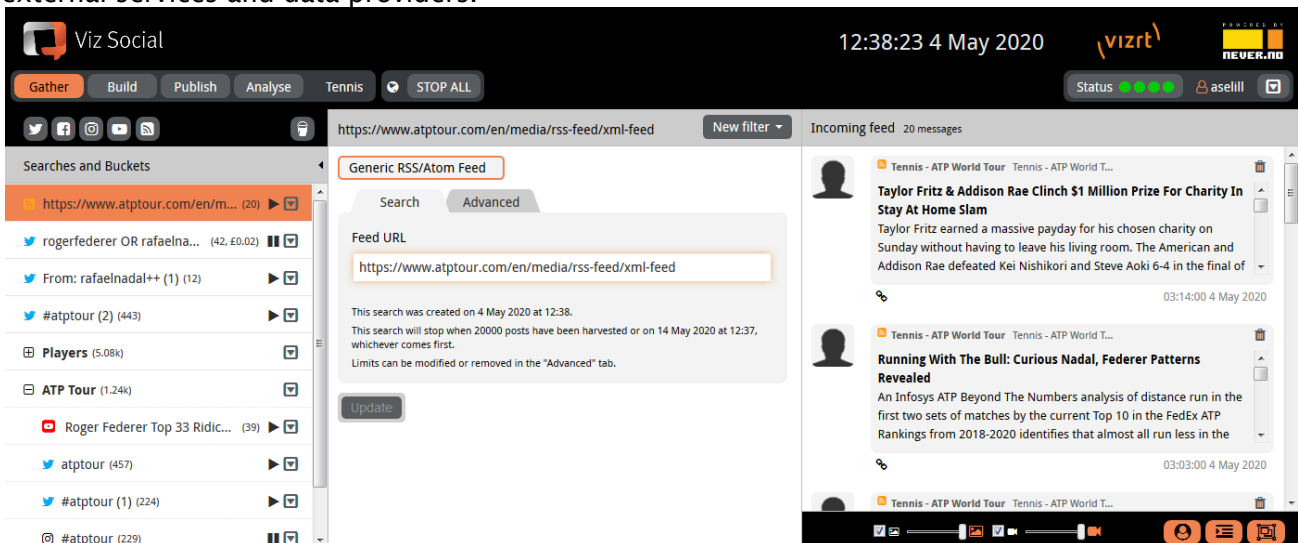 external services and data providers.
Viz Social
12:38:23 4 May 2020
vizrt
POWERED BY
NEVER.NO
Gather Build Publish Analyse Tennis STOP ALL
Status aselill
https://www.atptour.com/en/media/rss-feed/xml-feed New filter
Incoming feed 20 messages
Searches and Buckets
https://www.atptour.com/en/m... (20)
rogerfederer OR rafaelna... (42, £0.02)
From: rafaelnadal++ (1) (12)
#atptour (2) (443)
Players (5.08k)
ATP Tour (1.24k)
Roger Federer Top 33 Ridic... (39)
atptour (457)
#atptour (1) (224)
#atptour (229)
Generic RSS/Atom Feed
Search Advanced
Feed URL
https://www.atptour.com/en/media/rss-feed/xml-feed
This search was created on 4 May 2020 at 12:38.
This search will stop when 20000 posts have been harvested or on 14 May 2020 at 12:37,
whichever comes first.
Limits can be modified or removed in the "Advanced" tab.
Update
Tennis - ATP World Tour Tennis - ATP World T...
Taylor Fritz & Addison Rae Clinch $1 Million Prize For Charity In
Stay At Home Slam
Taylor Fritz earned a massive payday for his chosen charity on
Sunday without having to leave his living room. The American and
Addison Rae defeated Kei Nishikori and Steve Aoki 6-4 in the final of
03:14:00 4 May 2020
Tennis - ATP World Tour Tennis - ATP World T...
Running With The Bull: Curious Nadal, Federer Patterns
Revealed
An Infosys ATP Beyond The Numbers analysis of distance run in the
first two sets of matches by the current Top 10 in the FedEx ATP
Rankings from 2018-2020 identifies that almost all run less in the
03:03:00 4 May 2020
Tennis - ATP World Tour Tennis - ATP World T...